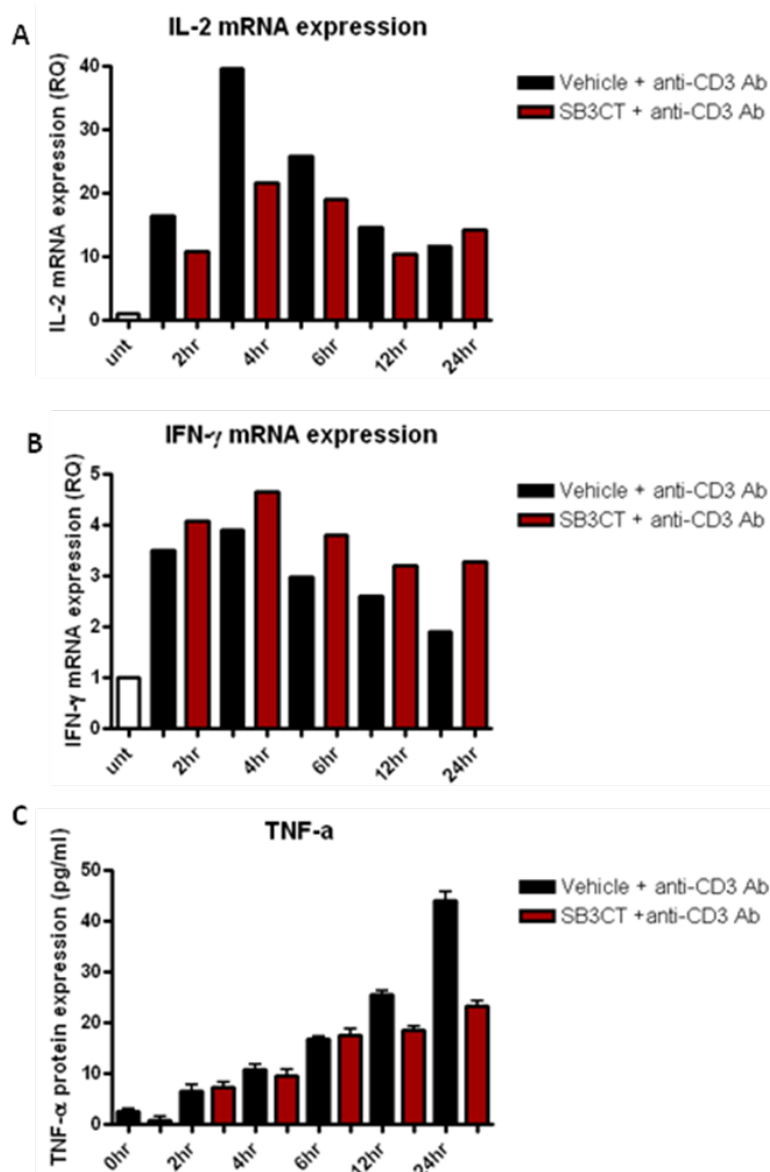 A
IL-2 mRNA expression
IL-2 mRNA expression (RQ)
40
30
20
10
0
unt
2hr
4hr
6hr
12hr
24hr
Vehicle + anti-CD3 Ab
SB3CT + anti-CD3 Ab
B
IFN-γ mRNA expression
IFN-γ mRNA expression (RQ)
5
4
3
2
1
0
unt
2hr
4hr
6hr
12hr
24hr
Vehicle + anti-CD3 Ab
SB3CT + anti-CD3 Ab
C
TNF-a
TNF-α protein expression (pg/ml)
50
40
30
20
10
0
0hr
2hr
4hr
6hr
12hr
24hr
Vehicle + anti-CD3 Ab
SB3CT +anti-CD3 Ab